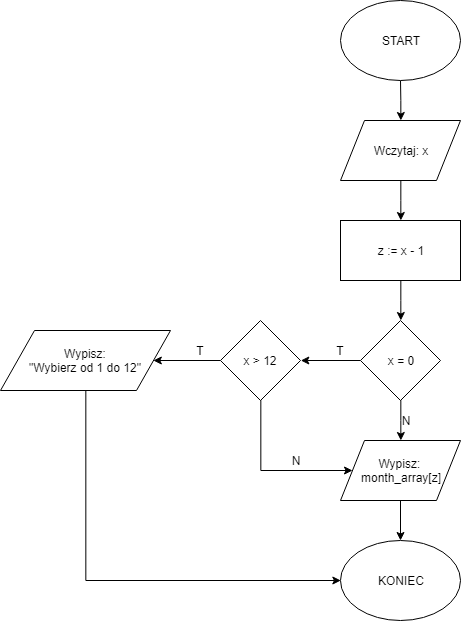 START
Wczytaj: x
z := x - 1
x = 0
T
x > 12
T
Wypisz:
"Wybierz od 1 do 12"
N
N
Wypisz:
month_array[z]
KONIEC